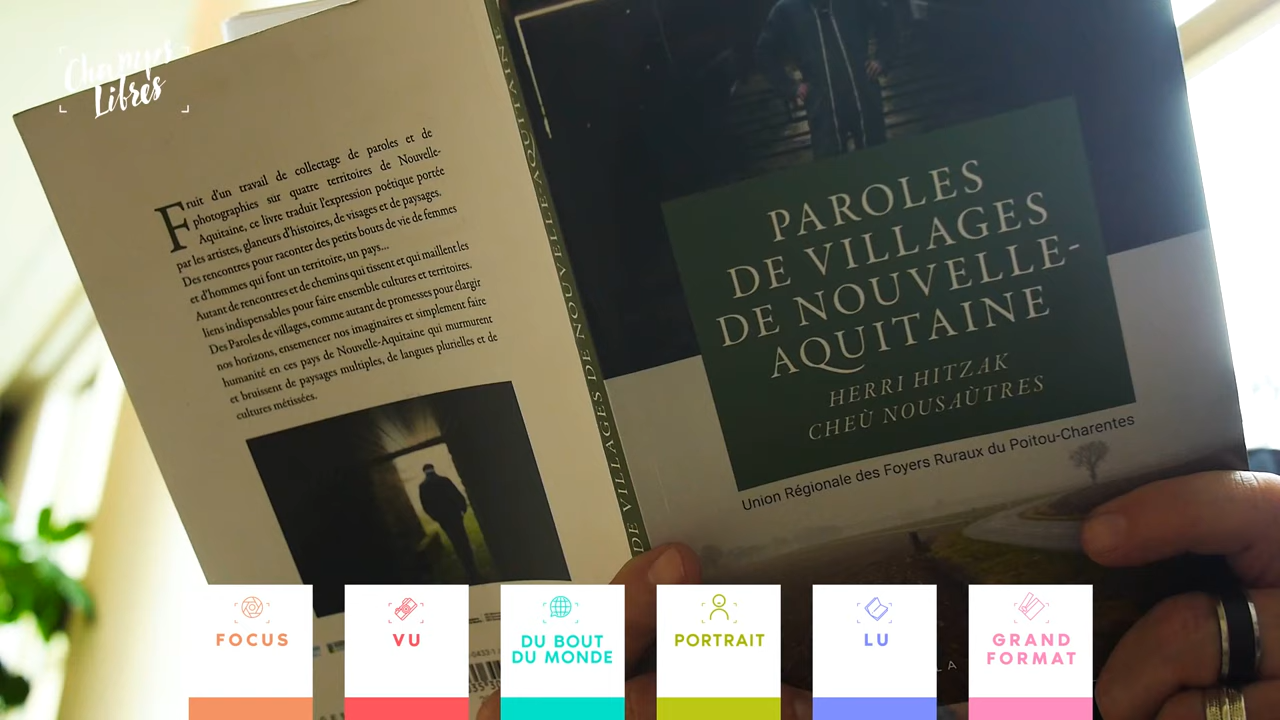 Champs
Libres
Fruit d'un travail de collectage de paroles et de
photographies sur quatre territoires de Nouvelle-
Aquitaine, ce livre traduit l'expression poétique portée
par les artistes, glaneurs d'histoires, de visages et de paysages.
Des rencontres pour raconter des petits bouts de vie de femmes
et d'hommes qui font un territoire, un pays...
Autant de rencontres et de chemins qui tissent et qui maillent les
liens indispensables pour faire ensemble cultures et territoires.
Des Paroles de villages, comme autant de promesses pour élargir
nos horizons, ensemencer nos imaginaires et simplement faire
humanité en ces pays de Nouvelle-Aquitaine qui murmurent
et bruissent de paysages multiples, de langues plurielles et de
cultures métissées.
DE VILLAGES DE NOUVELLE-AQUITAINE
PAROLES
DE VILLAGES
DE NOUVELLE-
AQUITAINE
HERRI HITZAK
CHEÙ NOUSAÙTRES
Union Régionale des Foyers Ruraux du Poitou-Charentes
FOCUS
VU
DU BOUT
DU MONDE
PORTRAIT
LU
GRAND
FORMAT